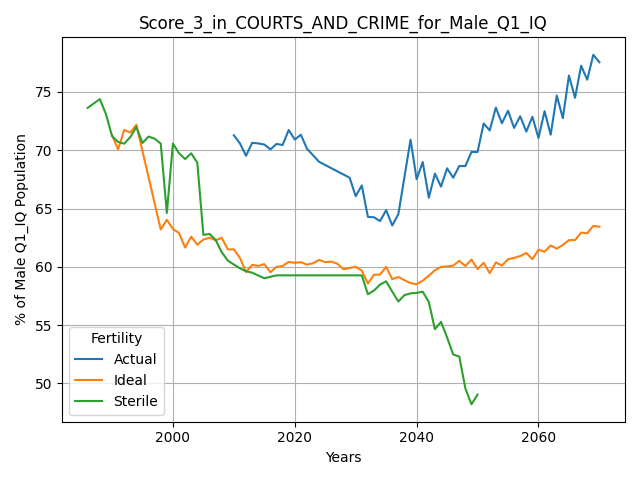 Score_3_in_COURTS_AND_CRIME_for_Male_Q1_IQ
% of Male Q1_IQ Population
75
70
65
60
55
50
Fertility
Actual
Ideal
Sterile
2000
2020
2040
2060
Years